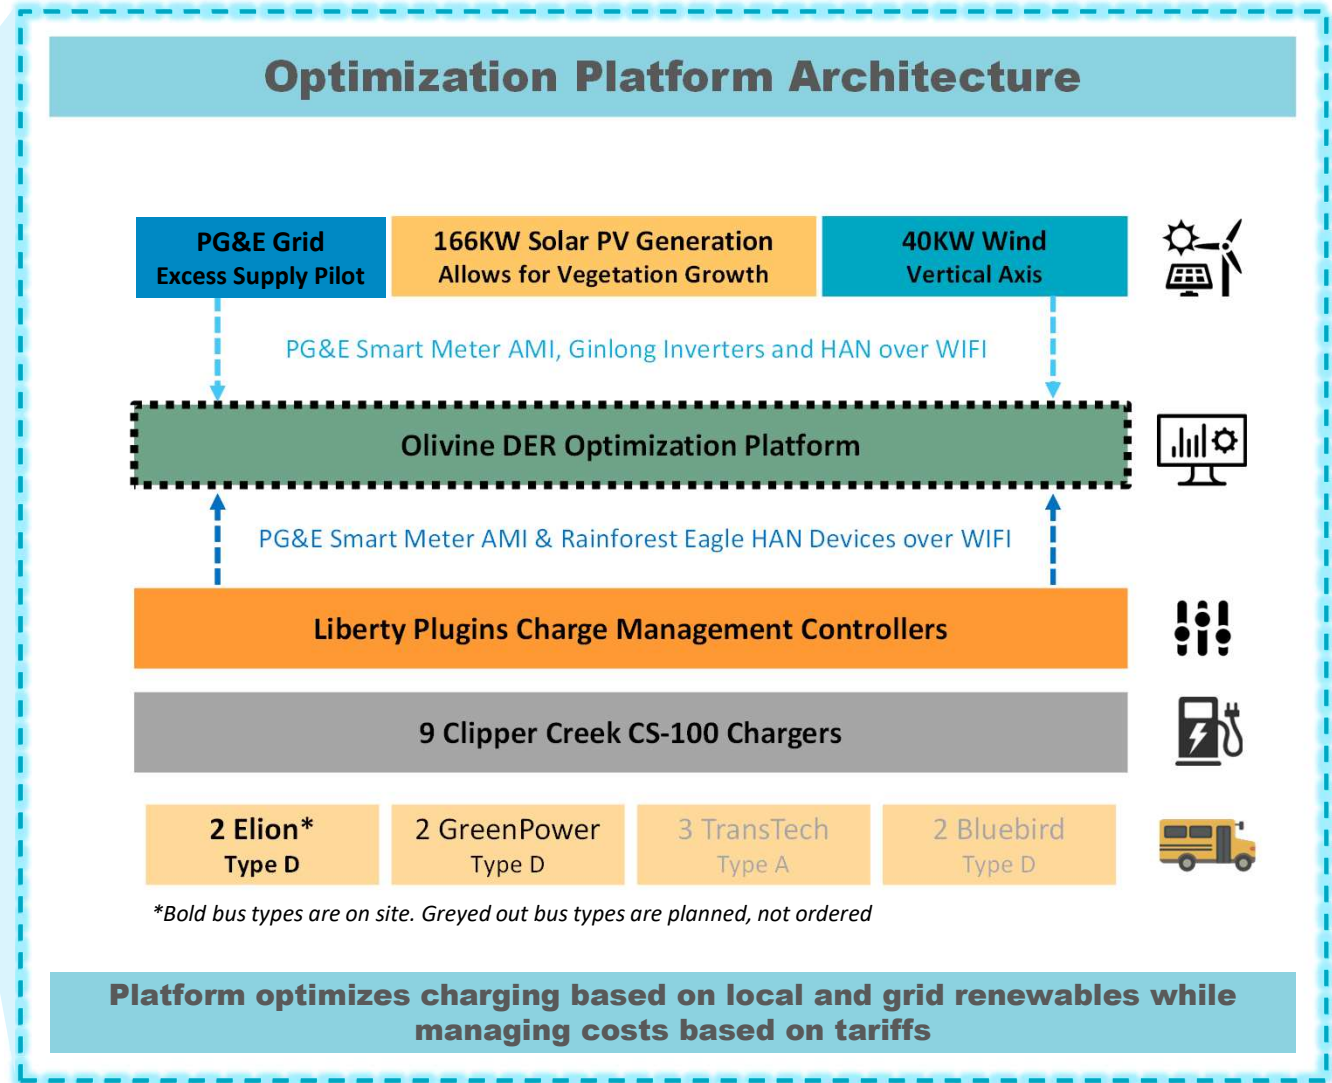 Optimization Platform Architecture
PG&E Grid
Excess Supply Pilot
166KW Solar PV Generation
Allows for Vegetation Growth
40KW Wind
Vertical Axis
PG&E Smart Meter AMI, Ginlong Inverters and HAN over WIFI
Olivine DER Optimization Platform
PG&E Smart Meter AMI & Rainforest Eagle HAN Devices over WIFI
Liberty Plugins Charge Management Controllers
9 Clipper Creek CS-100 Chargers
2 Elion*
Type D
2 GreenPower
Type D
3 TransTech
Type A
2 Bluebird
Type D
*Bold bus types are on site. Greyed out bus types are planned, not ordered
Platform optimizes charging based on local and grid renewables while
managing costs based on tariffs